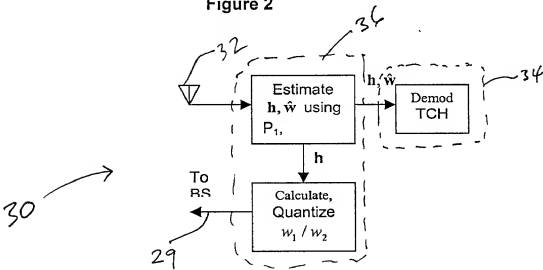 Figure 2
36
32
h, ŵ
34
Estimate
h, ŵ using
P1,
Demod
TCH
h
To
BS
Calculate,
Quantize
w1 / w2
30
29